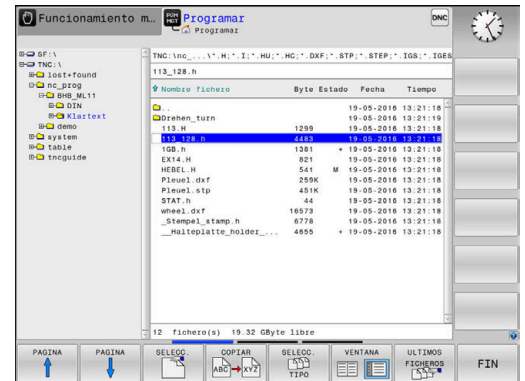 Funcionamiento m...
PGM MGT
Programar
Programar
DNC
SF:\
TNC:\
lost+found
nc_prog
BHB_ML11
DIN
Klartext
demo
system
table
tncguide
TNC:\nc_...\*.H;*.I;*.HU;*.HC;*.DXF;*.STP;*.STEP;*.IGS;*.IGES
113_128.h
Nombre fichero Byte Estado Fecha Tiempo
.. 19-05-2016 13:21:18
Drehen_turn 19-05-2016 13:21:19
113.H 1299 19-05-2016 13:21:18
113_128.h 4483 19-05-2016 13:21:18
1GB.h 1381 + 19-05-2016 13:21:18
EX14.H 821 19-05-2016 13:21:18
HEBEL.H 541 M 19-05-2016 13:21:18
Pleuel.dxf 259K 19-05-2016 13:21:18
Pleuel.stp 451K 19-05-2016 13:21:18
STAT.h 44 19-05-2016 13:21:18
wheel.dxf 16573 19-05-2016 13:21:18
_Stempel_stamp.h 6778 19-05-2016 13:21:18
__Halteplatte_holder_... 4655 + 19-05-2016 13:21:18
12 fichero(s) 19.32 GByte libre
PAGINA
PAGINA
SELECC.
COPIAR
ABC
XYZ
SELECC.
TIPO
VENTANA
ULTIMOS
FICHEROS
FIN